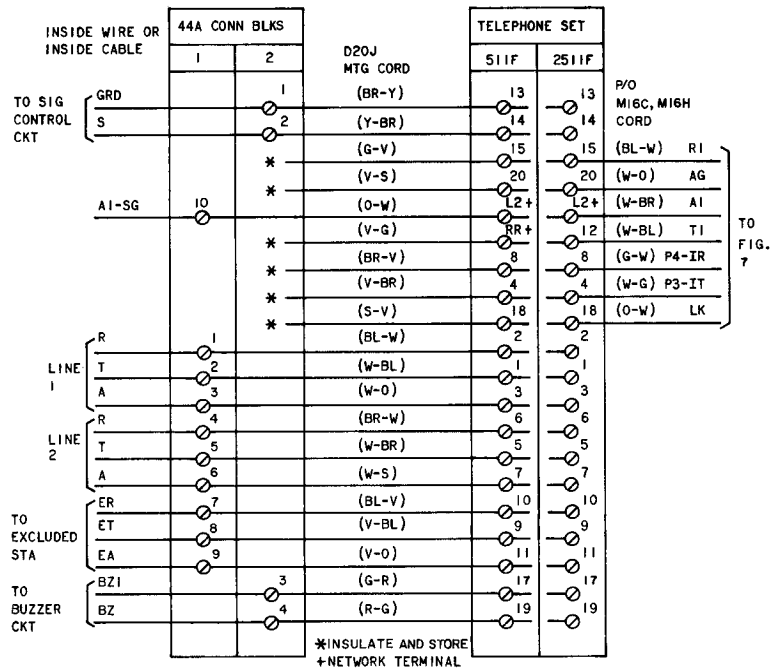 INSIDE WIRE OR INSIDE CABLE
44A CONN BLKS
1 2
D20J MTG CORD
TELEPHONE SET
511F 2511F
P/O M16C, M16H CORD
TO SIG CONTROL CKT
GRD 1 (BR-Y) 13 13
S 2 (Y-BR) 14 14
* (G-V) 15 15 (BL-W) R1
* (V-S) 20 20 (W-O) AG
A1-SG 10 (O-W) L2+ L2+ (W-BR) A1
* (V-G) RR+ 12 (W-BL) T1
* (BR-V) 8 8 (G-W) P4-1R
* (V-BR) 4 4 (W-G) P3-1T
* (S-V) 18 18 (O-W) LK
TO FIG. 7
LINE 1
R 1 (BL-W) 2 2
T 2 (W-BL) 1 1
A 3 (W-O) 3 3
LINE 2
R 4 (BR-W) 6 6
T 5 (W-BR) 5 5
A 6 (W-S) 7 7
TO EXCLUDED STA
ER 7 (BL-V) 10 10
ET 8 (V-BL) 9 9
EA 9 (V-O) 11 11
TO BUZZER CKT
BZ1 3 (G-R) 17 17
BZ 4 (R-G) 19 19
*INSULATE AND STORE
+NETWORK TERMINAL